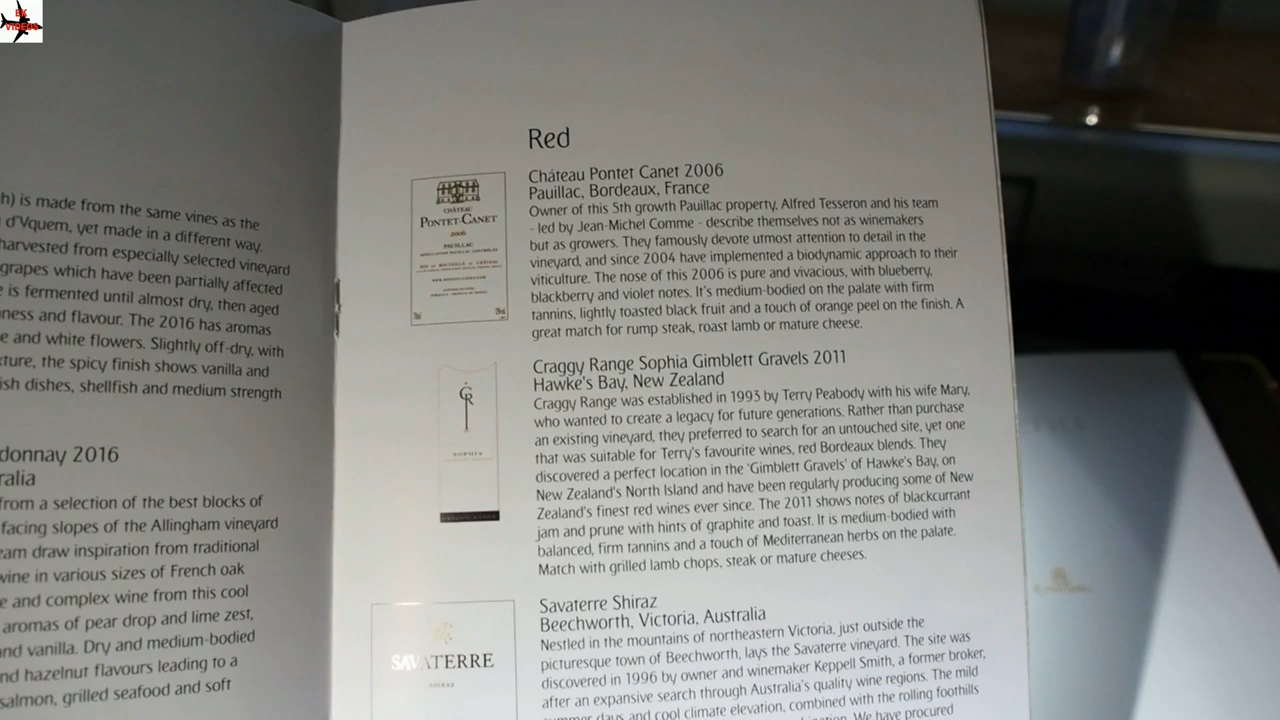 BK
VIDEOS
h) is made from the same vines as the
d'Yquem, yet made in a different way.
harvested from especially selected vineyard
grapes which have been partially affected
e is fermented until almost dry, then aged
ness and flavour. The 2016 has aromas
e and white flowers. Slightly off-dry, with
ture, the spicy finish shows vanilla and
ish dishes, shellfish and medium strength
donnay 2016
ralia
from a selection of the best blocks of
facing slopes of the Allingham vineyard
eam draw inspiration from traditional
wine in various sizes of French oak
e and complex wine from this cool
aromas of pear drop and lime zest,
nd vanilla. Dry and medium-bodied
nd hazelnut flavours leading to a
salmon, grilled seafood and soft
Red
CHÂTEAU
PONTET-CANET
2006
PAUILLAC
Château Pontet Canet 2006
Pauillac, Bordeaux, France
Owner of this 5th growth Pauillac property, Alfred Tesseron and his team
- led by Jean-Michel Comme - describe themselves not as winemakers
but as growers. They famously devote utmost attention to detail in the
vineyard, and since 2004 have implemented a biodynamic approach to their
viticulture. The nose of this 2006 is pure and vivacious, with blueberry,
blackberry and violet notes. It's medium-bodied on the palate with firm
tannins, lightly toasted black fruit and a touch of orange peel on the finish. A
great match for rump steak, roast lamb or mature cheese.
SOPHIA
Craggy Range Sophia Gimblett Gravels 2011
Hawke's Bay, New Zealand
Craggy Range was established in 1993 by Terry Peabody with his wife Mary,
who wanted to create a legacy for future generations. Rather than purchase
an existing vineyard, they preferred to search for an untouched site, yet one
that was suitable for Terry's favourite wines, red Bordeaux blends. They
discovered a perfect location in the 'Gimblett Gravels' of Hawke's Bay, on
New Zealand's North Island and have been regularly producing some of New
Zealand's finest red wines ever since. The 2011 shows notes of blackcurrant
jam and prune with hints of graphite and toast. It is medium-bodied with
balanced, firm tannins and a touch of Mediterranean herbs on the palate.
Match with grilled lamb chops, steak or mature cheeses.
SAVATERRE
SHIRAZ
Savaterre Shiraz
Beechworth, Victoria, Australia
Nestled in the mountains of northeastern Victoria, just outside the
picturesque town of Beechworth, lays the Savaterre vineyard. The site was
discovered in 1996 by owner and winemaker Keppell Smith, a former broker,
after an expansive search through Australia's quality wine regions. The mild
summer days and cool climate elevation, combined with the rolling foothills
We have procured